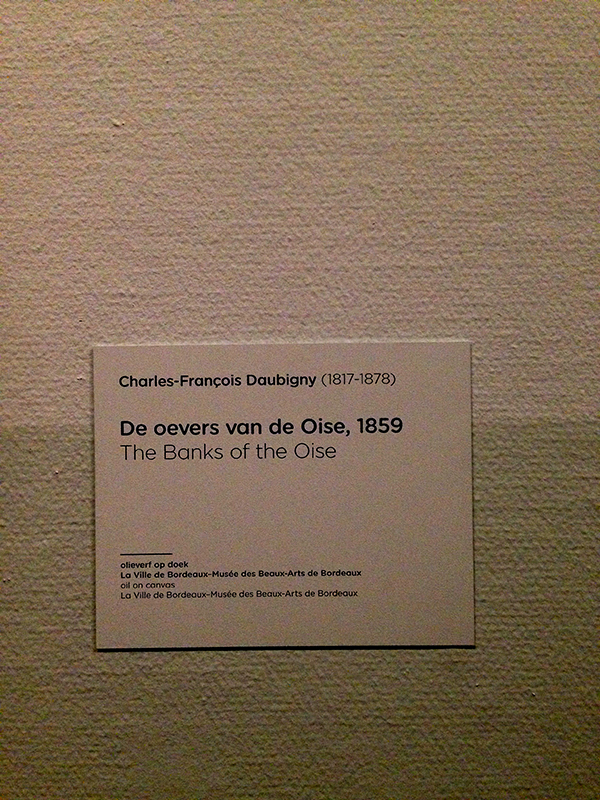 Charles-François Daubigny (1817-1878)
De oevers van de Oise, 1859
The Banks of the Oise
olieverf op doek
La Ville de Bordeaux-Musée des Beaux-Arts de Bordeaux
oil on canvas
La Ville de Bordeaux-Musée des Beaux-Arts de Bordeaux